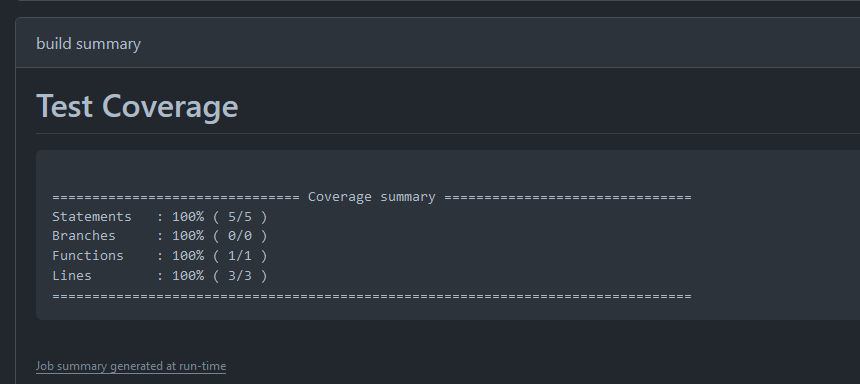 build summary
Test Coverage
=============================== Coverage summary ===============================
Statements   : 100% ( 5/5 )
Branches     : 100% ( 0/0 )
Functions    : 100% ( 1/1 )
Lines        : 100% ( 3/3 )
================================================================================
Job summary generated at run-time